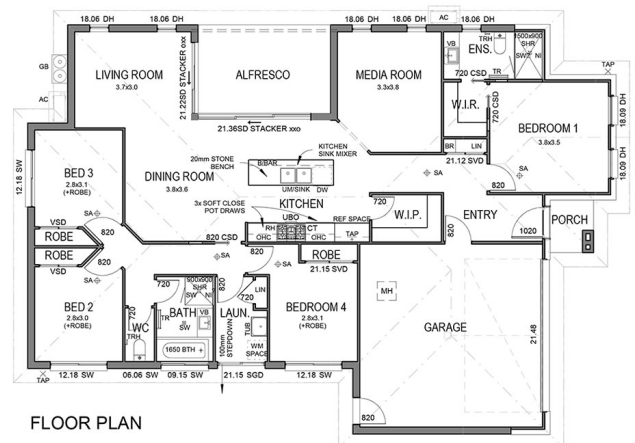 18.06 DH
18.06 DH
18.06 DH
18.06 DH
18.06 DH
AC
GB
AC
LIVING ROOM
3.7x3.0
21.22SD STACKER oxx
ALFRESCO
21.36SD STACKER xxo
MEDIA ROOM
3.3x3.8
VB
TRH
ENS.
1500x900
SHR
SW
NI
TR
720 CSD
W.I.R.
720 CSD
TAP
18.09 DH
18.09 DH
BEDROOM 1
3.8x3.5
BR
LIN
21.12 SVD
SA
SA
820
KITCHEN
SINK MIXER
20mm STONE
BENCH
B/BAR
UM/SINK
DW
12.18 SW
BED 3
2.8x3.1
(+ROBE)
DINING ROOM
3.8x3.6
KITCHEN
3x SOFT CLOSE
POT DRAWS
UBO
REF SPACE
RH
OHC
CT
OHC
TAP
720
W.I.P.
ENTRY
820
1020
PORCH
SA
VSD
820
ROBE
ROBE
VSD
820
SA
820 CSD
SA
820
SA
ROBE
21.15 SVD
BED 2
2.8x3.0
(+ROBE)
720
900x900
SHR
SW
NI
BATH
TR
VB
SW
720
WC
TRH
1650 BTH
LIN
720
LAUN.
100mm
STEPDOWN
TUB
WM
SPACE
BEDROOM 4
2.8x3.1
(+ROBE)
MH
GARAGE
21.48
820
TAP
12.18 SW
06.06 SW
09.15 SW
21.15 SGD
12.18 SW
FLOOR PLAN